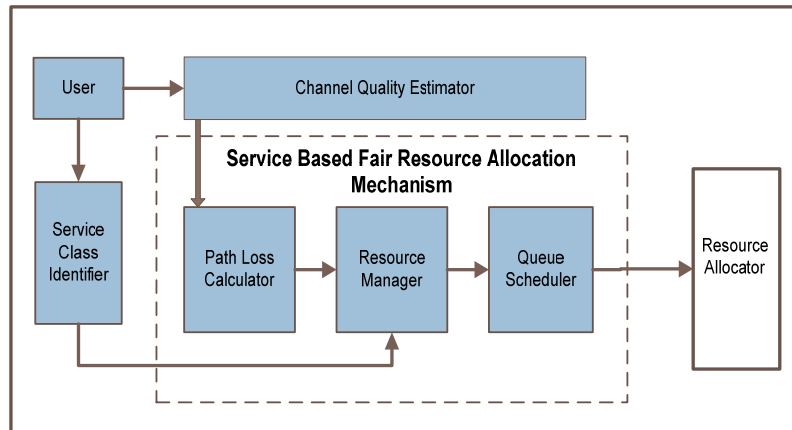 User
Channel Quality Estimator
Service Based Fair Resource Allocation
Mechanism
Service
Class
Identifier
Path Loss
Calculator
Resource
Manager
Queue
Scheduler
Resource
Allocator